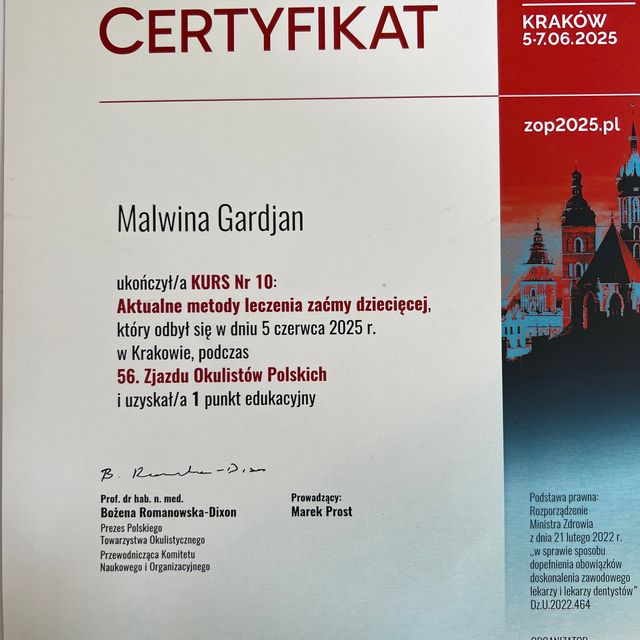 CERTYFIKAT
KRAKÓW
5-7.06.2025
zop2025.pl
Malwina Gardjan
ukończył/a KURS Nr 10:
Aktualne metody leczenia zaćmy dziecięcej,
który odbył się w dniu 5 czerwca 2025 r.
w Krakowie, podczas
56. Zjazdu Okulistów Polskich
i uzyskał/a 1 punkt edukacyjny
B. Romanowska-Dixon
Prof. dr hab. n. med.
Bożena Romanowska-Dixon
Prezes Polskiego
Towarzystwa Okulistycznego
Przewodnicząca Komitetu
Naukowego i Organizacyjnego
Prowadzący:
Marek Prost
Podstawa prawna:
Rozporządzenie
Ministra Zdrowia
z dnia 21 lutego 2022 r.
„w sprawie sposobu
dopełnienia obowiązków
doskonalenia zawodowego
lekarzy i lekarzy dentystów”
Dz.U.2022.464
ORGANIZATOR